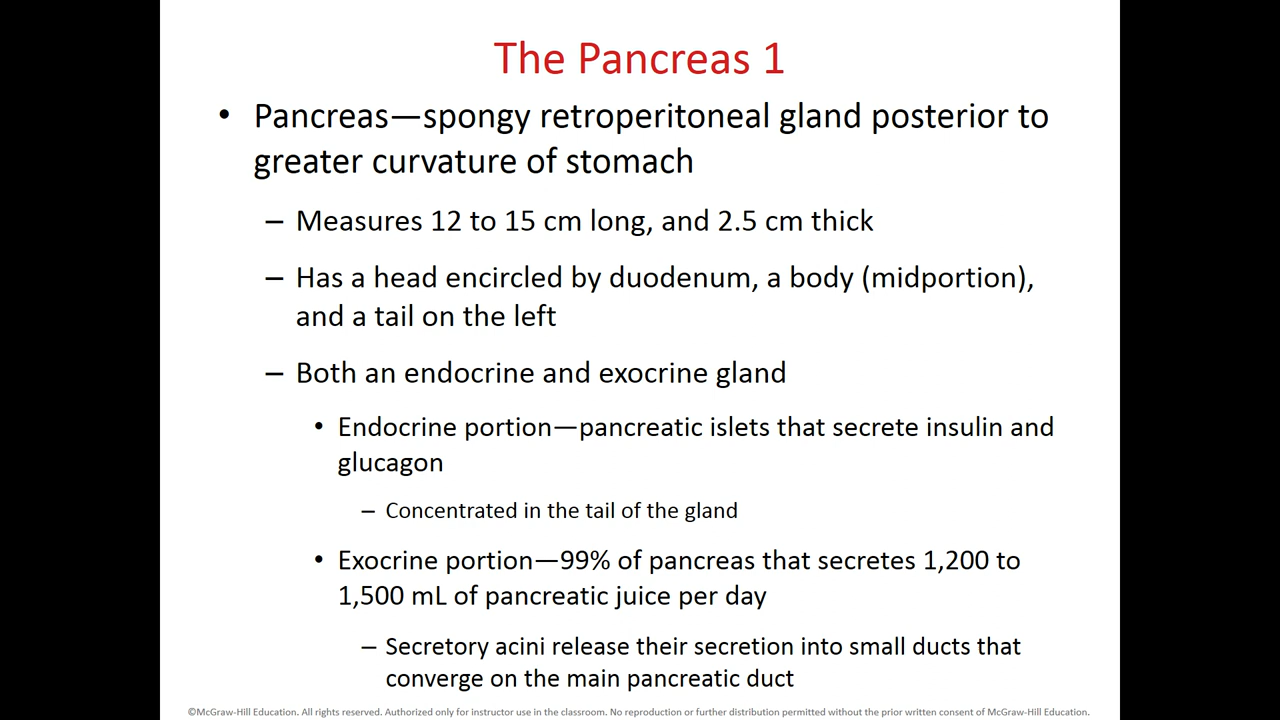 The Pancreas 1
• Pancreas—spongy retroperitoneal gland posterior to
greater curvature of stomach
– Measures 12 to 15 cm long, and 2.5 cm thick
– Has a head encircled by duodenum, a body (midportion),
and a tail on the left
– Both an endocrine and exocrine gland
• Endocrine portion—pancreatic islets that secrete insulin and
glucagon
– Concentrated in the tail of the gland
• Exocrine portion—99% of pancreas that secretes 1,200 to
1,500 mL of pancreatic juice per day
– Secretory acini release their secretion into small ducts that
converge on the main pancreatic duct
©McGraw-Hill Education. All rights reserved. Authorized only for instructor use in the classroom. No reproduction or further distribution permitted without the prior written consent of McGraw-Hill Education.